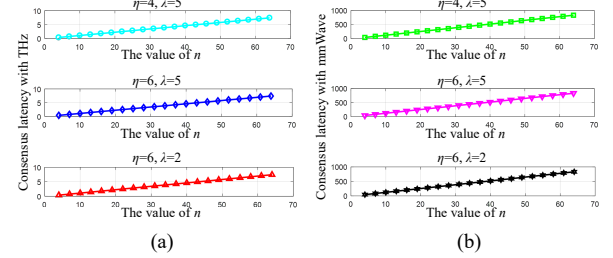 η=4, λ=5
10
5
0
0 10 20 30 40 50 60 70
The value of n
η=6, λ=5
10
5
0
0 10 20 30 40 50 60 70
The value of n
η=6, λ=2
10
5
0
0 10 20 30 40 50 60 70
The value of n
Consensus latency with THz
(a)
η=4, λ=5
1000
500
0
0 10 20 30 40 50 60 70
The value of n
η=6, λ=5
1000
500
0
0 10 20 30 40 50 60 70
The value of n
η=6, λ=2
1000
500
0
0 10 20 30 40 50 60 70
The value of n
Consensus latency with mmWave
(b)